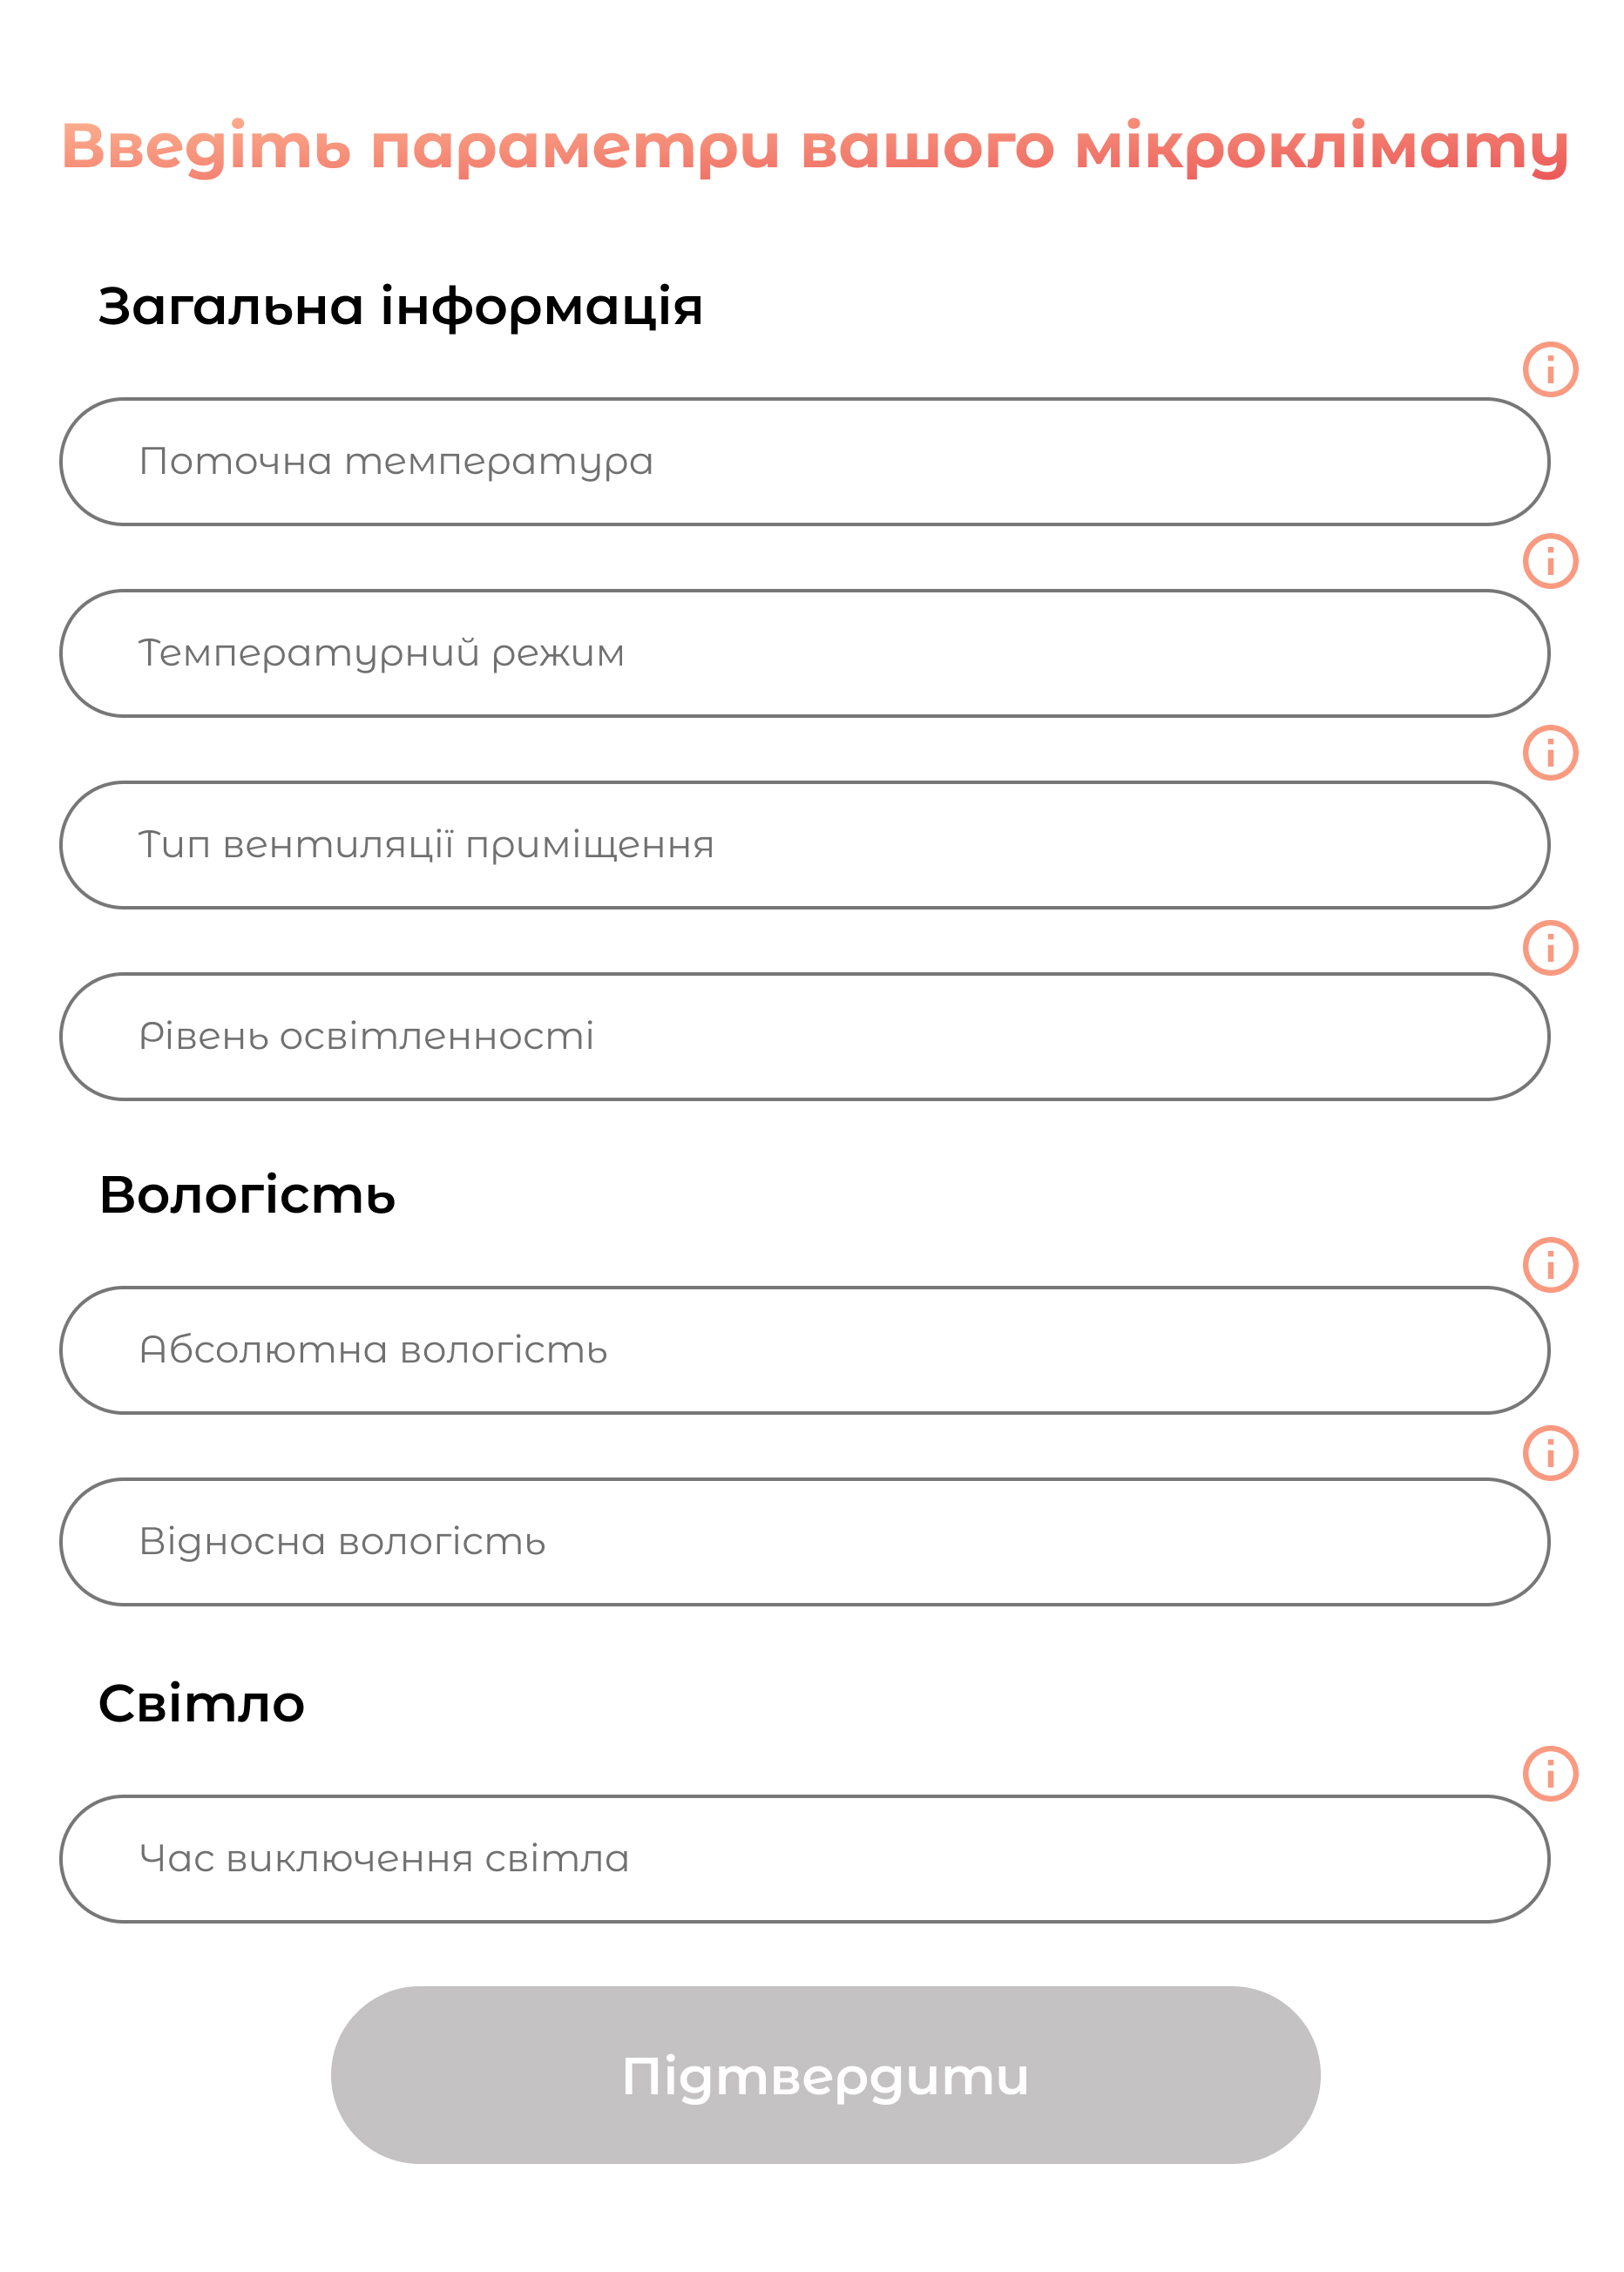 Введіть параметри вашого мікроклімату
Загальна інформація
Поточна температура
Температурний режим
Тип вентиляції приміщення
Рівень освітленності
Вологість
Абсолютна вологість
Відносна вологість
Світло
Час виключення світла
Підтвердити